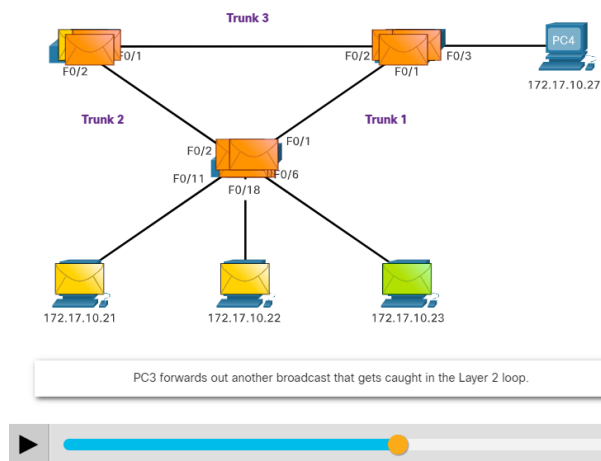 Trunk 3
F0/1
F0/2
F0/2
F0/3
F0/1
PC4
172.17.10.27
Trunk 2
Trunk 1
F0/2
F0/1
F0/11
F0/6
F0/18
172.17.10.21
172.17.10.22
172.17.10.23
PC3 forwards out another broadcast that gets caught in the Layer 2 loop.